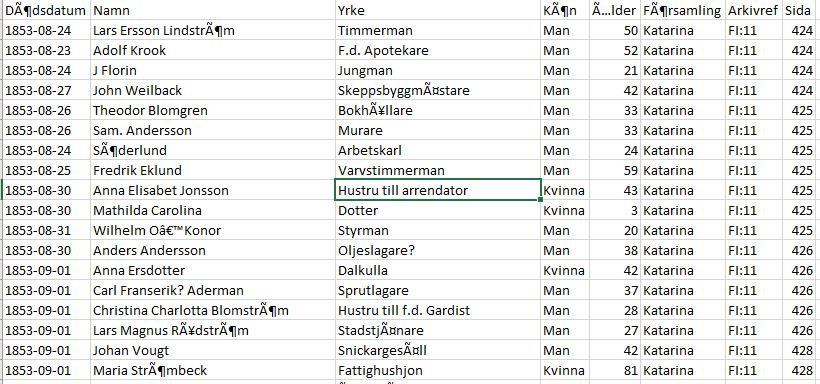 DÃ¶dsdatum Namn Yrke KÃ¶n Ã…lder FÃ¶rsamling Arkivref Sida
1853-08-24 Lars Ersson LindstrÃ¶m Timmerman Man 50 Katarina FI:11 424
1853-08-23 Adolf Krook F.d. Apotekare Man 52 Katarina FI:11 424
1853-08-24 J Florin Jungman Man 21 Katarina FI:11 424
1853-08-27 John Weilback SkeppsbyggmÃ¤stare Man 42 Katarina FI:11 424
1853-08-26 Theodor Blomgren BokhÃ¥llare Man 33 Katarina FI:11 425
1853-08-26 Sam. Andersson Murare Man 33 Katarina FI:11 425
1853-08-24 SÃ¶derlund Arbetskarl Man 24 Katarina FI:11 425
1853-08-25 Fredrik Eklund Varvstimmerman Man 59 Katarina FI:11 425
1853-08-30 Anna Elisabet Jonsson Hustru till arrendator Kvinna 43 Katarina FI:11 425
1853-08-30 Mathilda Carolina Dotter Kvinna 3 Katarina FI:11 425
1853-08-31 Wilhelm Oâ€™Konor Styrman Man 20 Katarina FI:11 425
1853-08-30 Anders Andersson Oljeslagare? Man 38 Katarina FI:11 426
1853-09-01 Anna Ersdotter Dalkulla Kvinna 42 Katarina FI:11 426
1853-09-01 Carl Franserik? Aderman Sprutlagare Man 37 Katarina FI:11 426
1853-09-01 Christina Charlotta BlomstrÃ¶m Hustru till f.d. Gardist Man 28 Katarina FI:11 426
1853-09-01 Lars Magnus RÃ¥dstrÃ¶m StadstjÃ¤nare Man 27 Katarina FI:11 426
1853-09-01 Johan Vougt SnickargesÃ¤ll Man 42 Katarina FI:11 428
1853-09-01 Maria StrÃ¶mbeck Fattighushjon Kvinna 81 Katarina FI:11 428